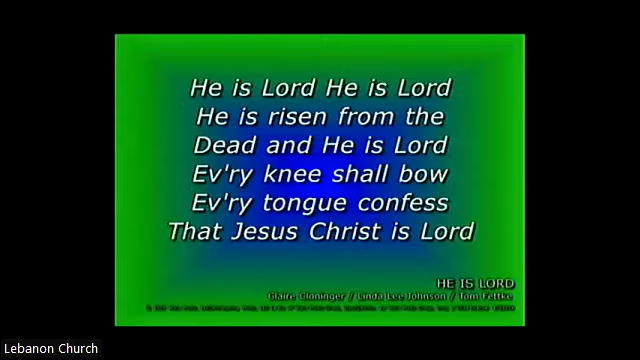 He is Lord He is Lord
He is risen from the
Dead and He is Lord
Ev'ry knee shall bow
Ev'ry tongue confess
That Jesus Christ is Lord
HE IS LORD
Claire Cloninger / Linda Lee Johnson / Tom Fettke
Lebanon Church